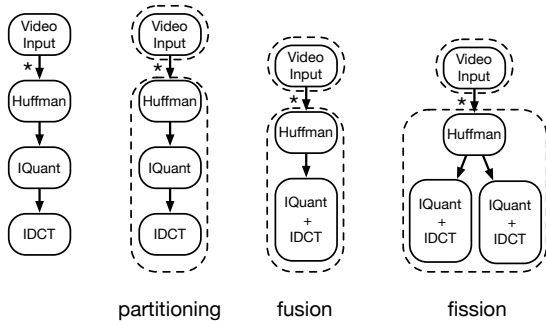 Video
Input
*
Huffman
IQuant
IDCT
Video
Input
*
Huffman
IQuant
IDCT
partitioning
Video
Input
*
Huffman
IQuant
+
IDCT
fusion
Video
Input
*
Huffman
IQuant
+
IDCT
IQuant
+
IDCT
fission